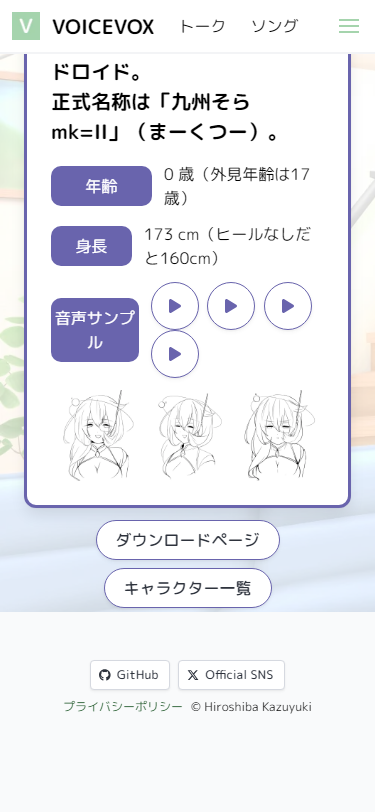 V VOICEVOX トーク ソング
ドロイド。
正式名称は「九州そら
mk=II」（まーくつー）。
年齢
0 歳（外見年齢は17
歳）
身長
173 cm（ヒールなしだ
と160cm）
音声サンプ
ル
ダウンロードページ
キャラクター一覧
GitHub Official SNS
プライバシーポリシー © Hiroshiba Kazuyuki